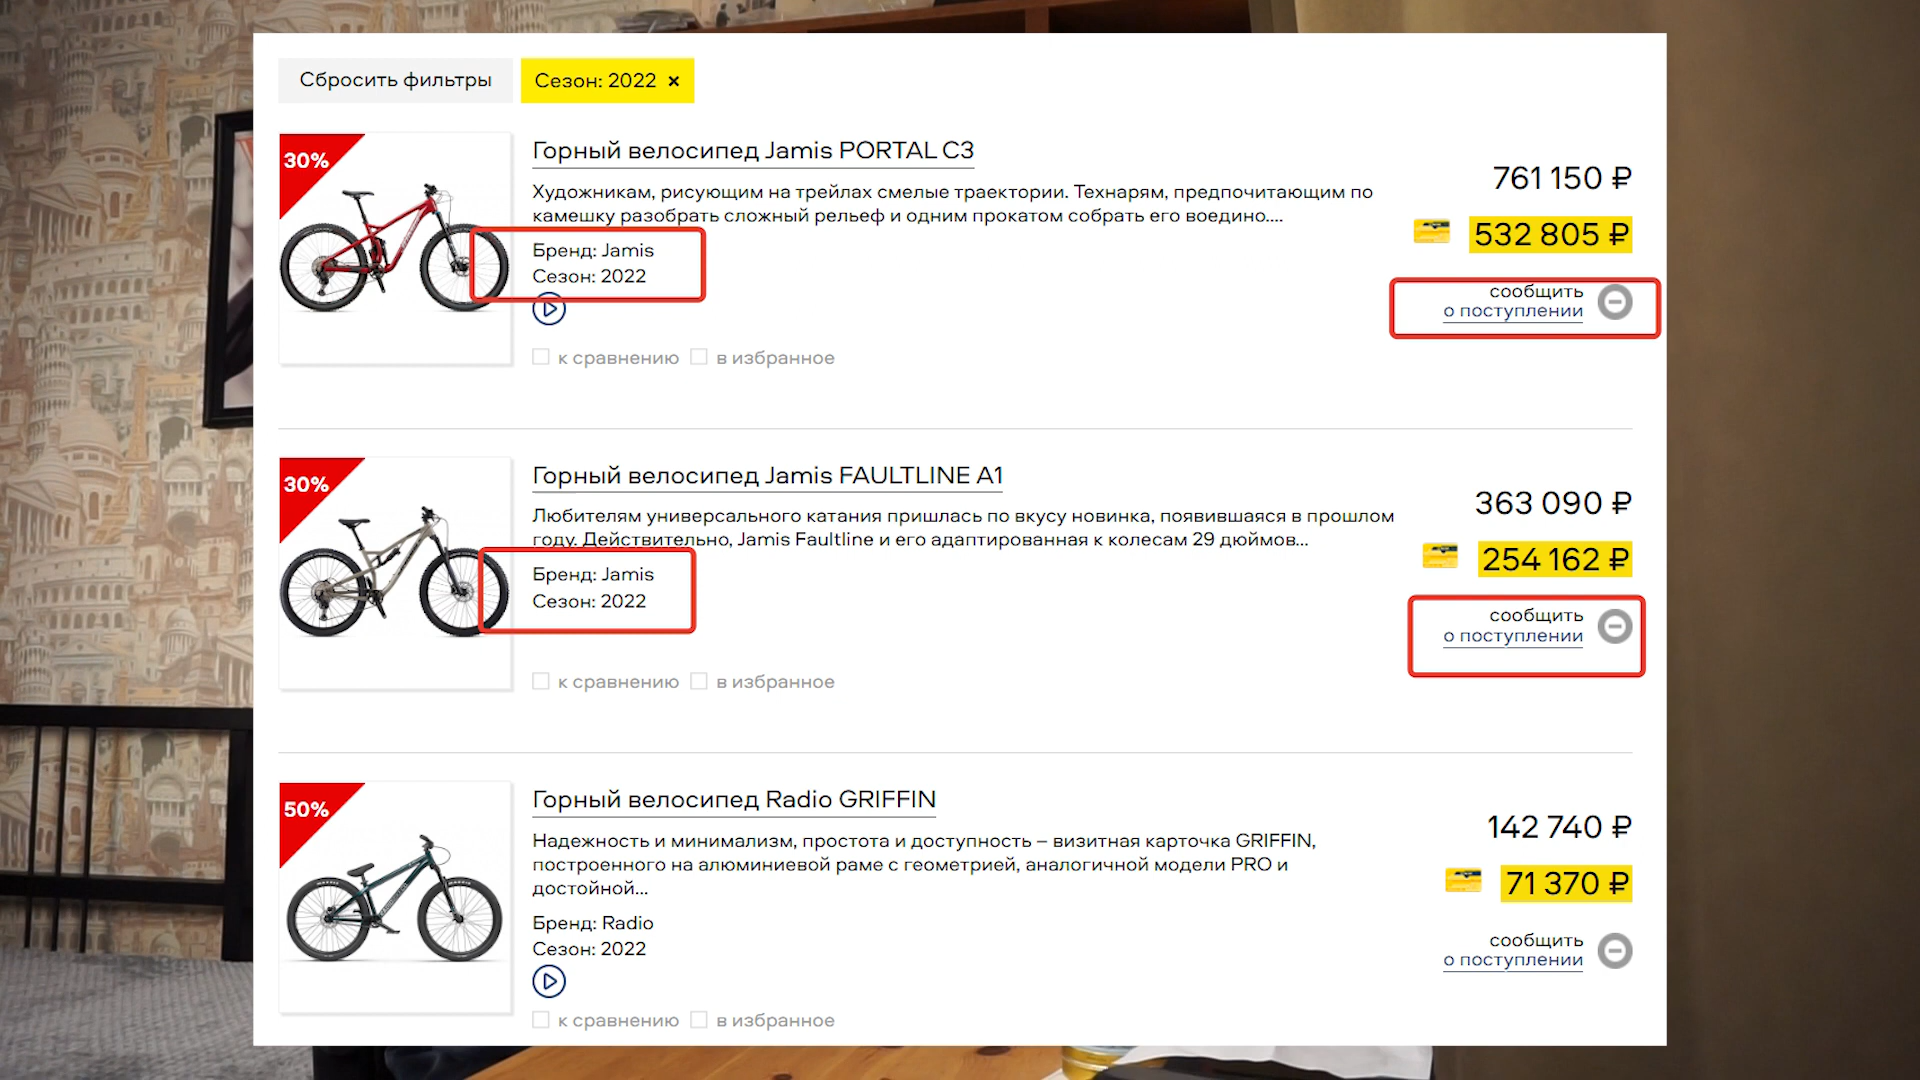 Сбросить фильтры
Сезон: 2022 ×
30%
Горный велосипед Jamis PORTAL C3
Художникам, рисующим на трейлах смелые траектории. Технарям, предпочитающим по
камешку разобрать сложный рельеф и одним прокатом собрать его воедино....
Бренд: Jamis
Сезон: 2022
к сравнению
в избранное
761 150 ₽
532 805 ₽
сообщить
о поступлении
30%
Горный велосипед Jamis FAULTLINE A1
Любителям универсального катания пришлась по вкусу новинка, появившаяся в прошлом
году. Действительно, Jamis Faultline и его адаптированная к колесам 29 дюймов...
Бренд: Jamis
Сезон: 2022
к сравнению
в избранное
363 090 ₽
254 162 ₽
сообщить
о поступлении
50%
Горный велосипед Radio GRIFFIN
Надежность и минимализм, простота и доступность – визитная карточка GRIFFIN,
построенного на алюминиевой раме с геометрией, аналогичной модели PRO и
достойной...
Бренд: Radio
Сезон: 2022
к сравнению
в избранное
142 740 ₽
71 370 ₽
сообщить
о поступлении